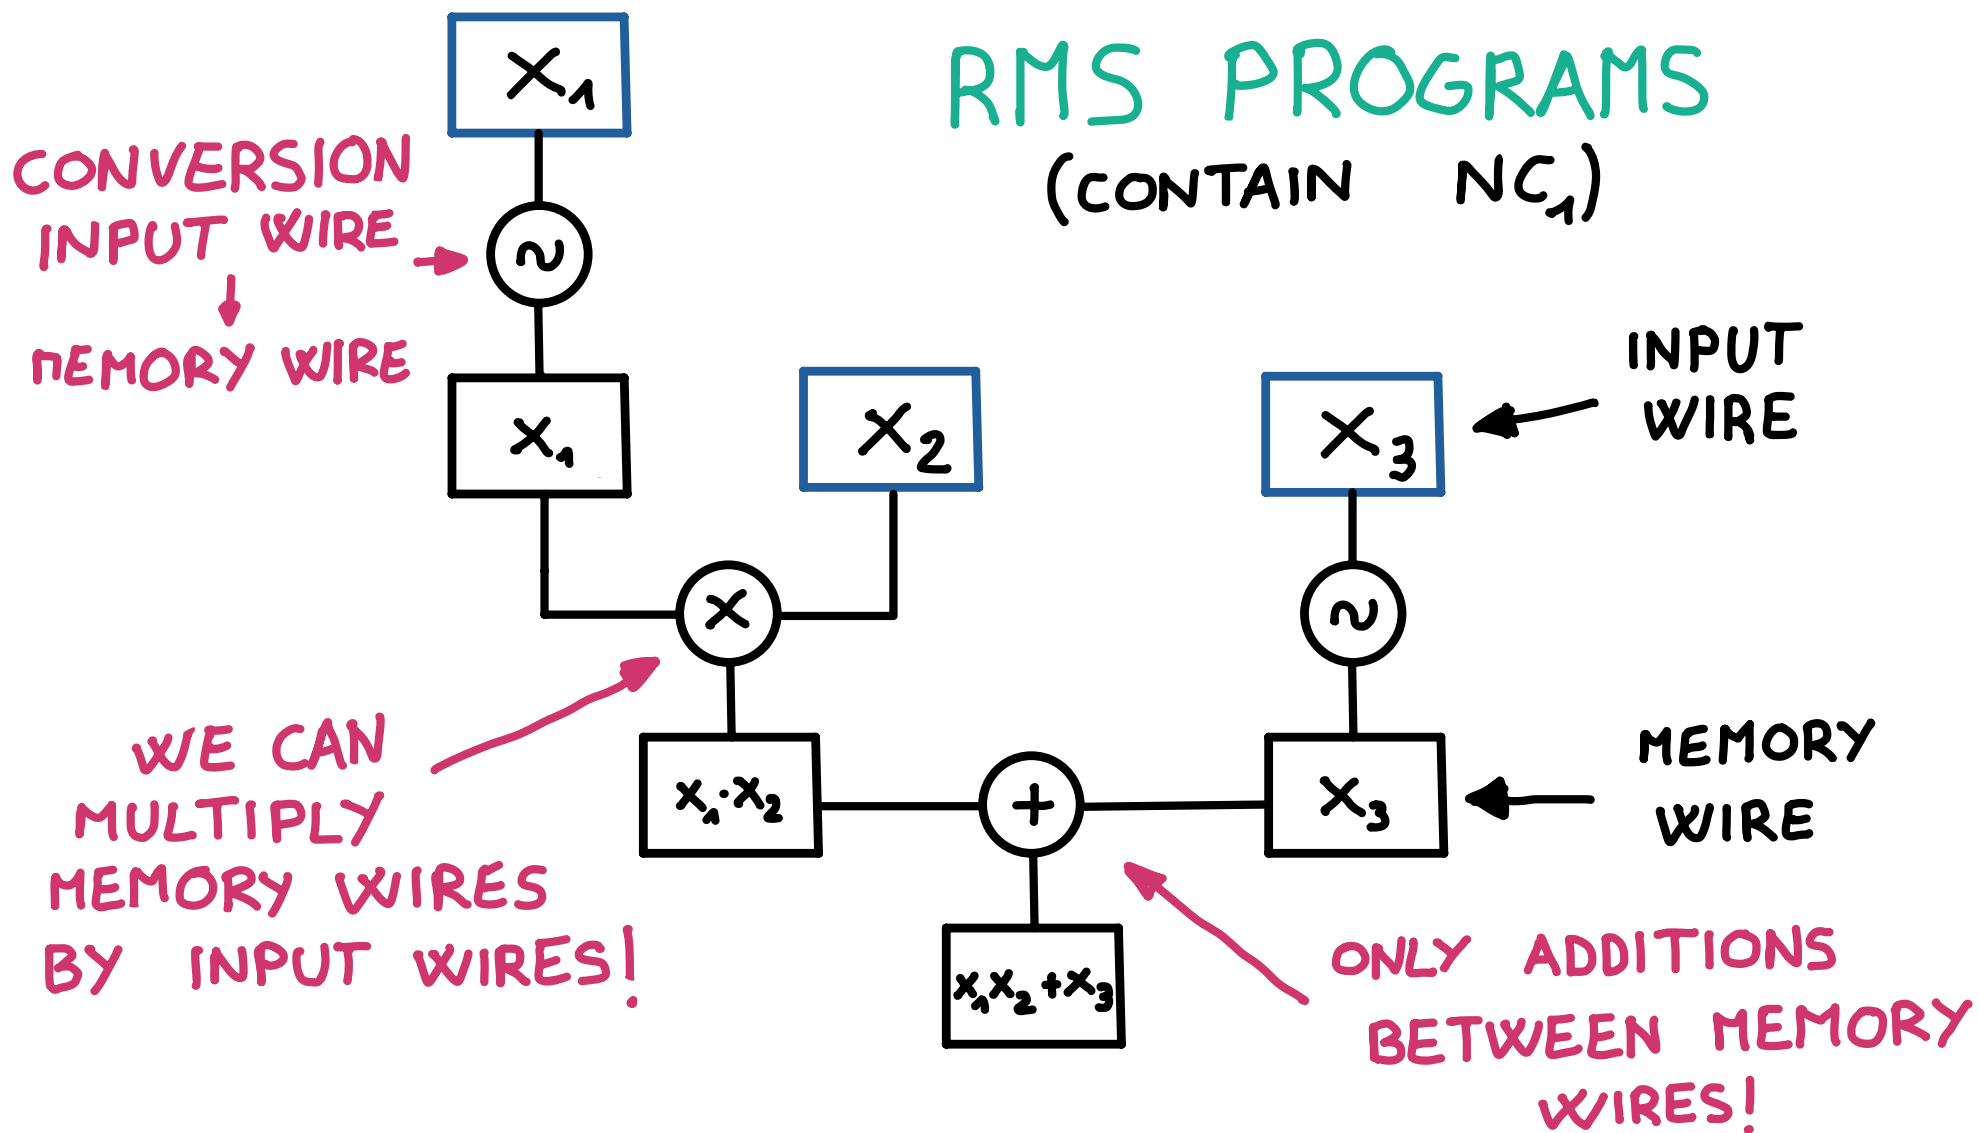 RMS PROGRAMS
(CONTAIN NC₁)
X₁
CONVERSION
INPUT WIRE
→
~
↓
MEMORY WIRE
X₁
X₂
X₃
INPUT
WIRE
×
~
WE CAN
MULTIPLY
MEMORY WIRES
BY INPUT WIRES!
X₁·X₂
+
X₃
MEMORY
WIRE
X₁X₂+X₃
ONLY ADDITIONS
BETWEEN MEMORY
WIRES!